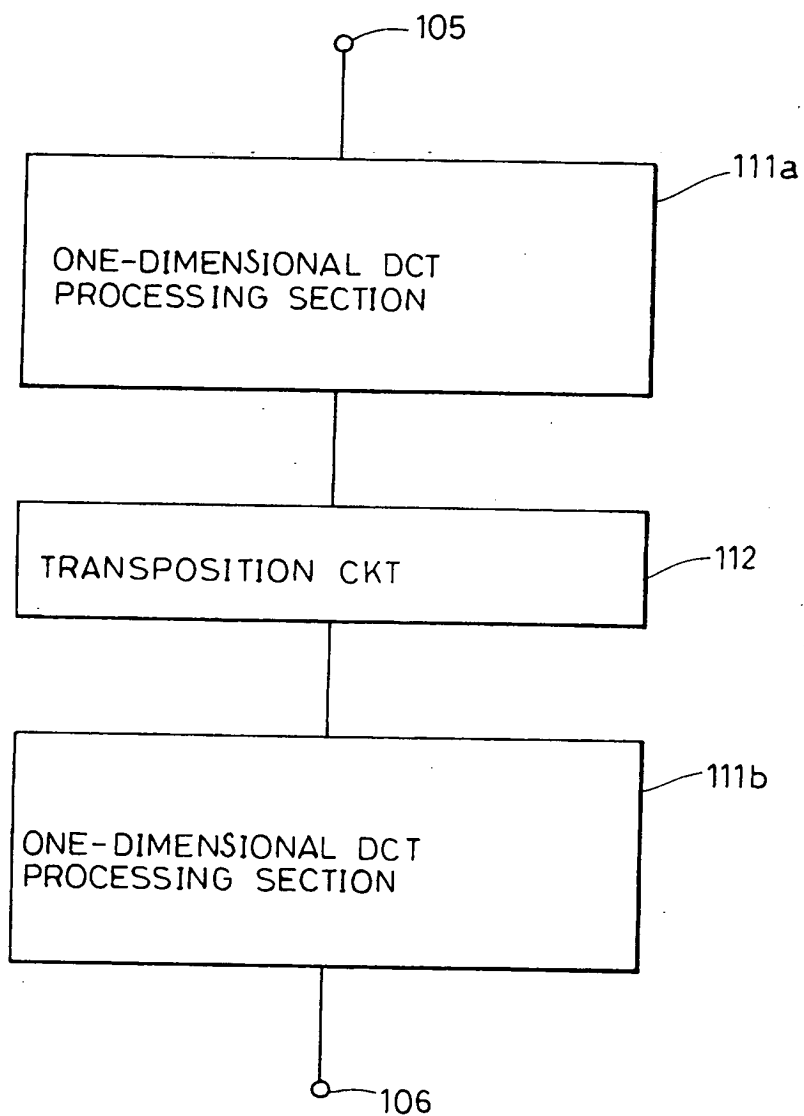 105
111a
ONE-DIMENSIONAL DCT
PROCESSING SECTION
TRANSPOSITION CKT
112
111b
ONE-DIMENSIONAL DCT
PROCESSING SECTION
106